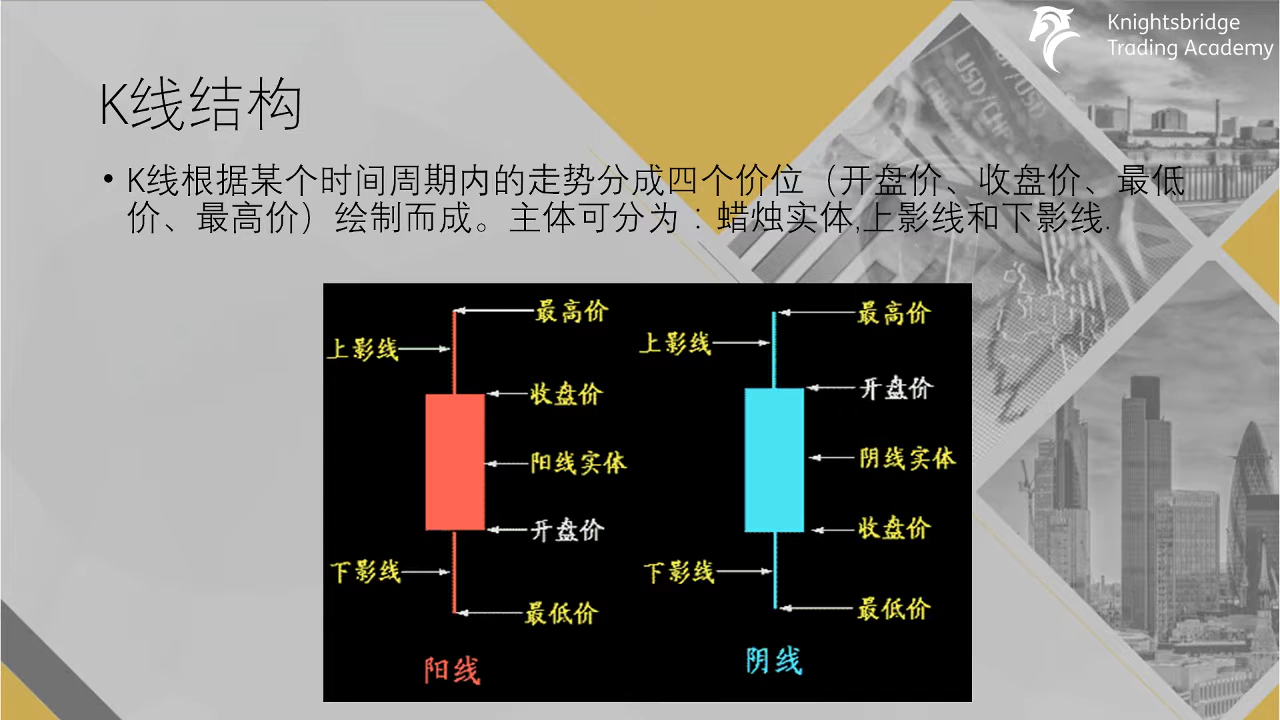 Knightsbridge
Trading Academy
K线结构
• K线根据某个时间周期内的走势分成四个价位（开盘价、收盘价、最低
价、最高价）绘制而成。主体可分为：蜡烛实体,上影线和下影线.
最高价
上影线
收盘价
阳线实体
开盘价
下影线
最低价
阳线
最高价
上影线
开盘价
阴线实体
收盘价
下影线
最低价
阴线
USD/CHF